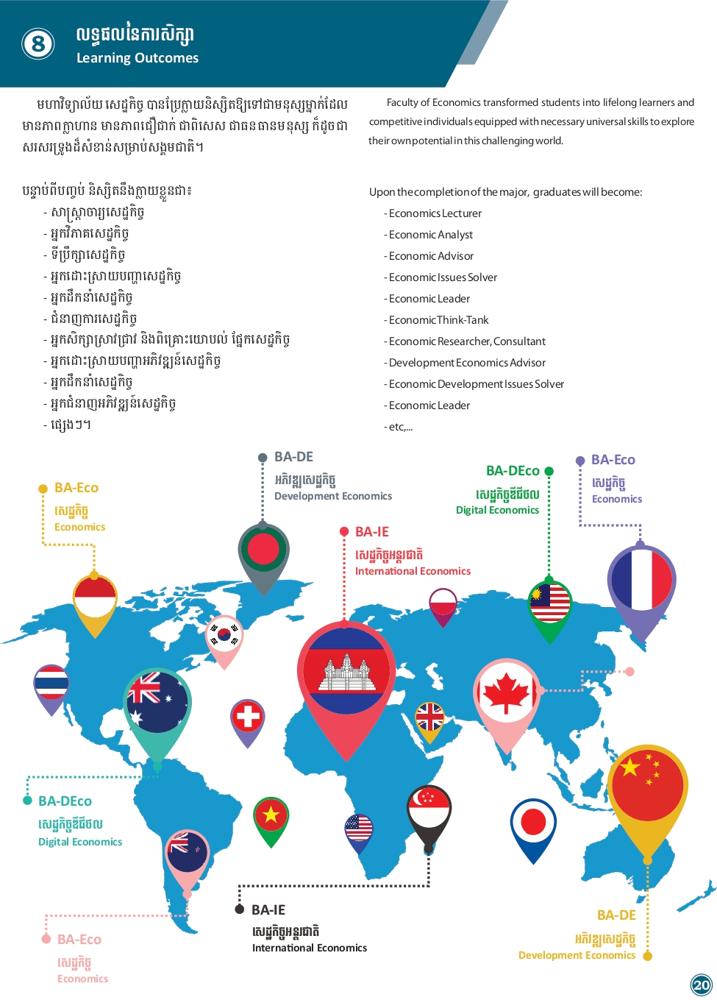 8
លទ្ធផលនៃការសិក្សា
Learning Outcomes
មហាវិទ្យាល័យ សេដ្ឋកិច្ច បានប្រែក្លាយនិស្សិតឱ្យទៅជាមនុស្សម្នាក់ដែល
មានភាពក្លាហាន មានភាពជឿជាក់ ជាពិសេស ជាធនធានមនុស្ស ក៏ដូចជា
សរសរទ្រូងដ៏សំខាន់សម្រាប់សង្គមជាតិ។
បន្ទាប់ពីបញ្ចប់ និស្សិតនឹងក្លាយខ្លួនជា៖
- សាស្ត្រាចារ្យសេដ្ឋកិច្ច
- អ្នកវិភាគសេដ្ឋកិច្ច
- ទីប្រឹក្សាសេដ្ឋកិច្ច
- អ្នកដោះស្រាយបញ្ហាសេដ្ឋកិច្ច
- អ្នកដឹកនាំសេដ្ឋកិច្ច
- ជំនាញការសេដ្ឋកិច្ច
- អ្នកសិក្សាស្រាវជ្រាវ និងពិគ្រោះយោបល់ ផ្នែកសេដ្ឋកិច្ច
- អ្នកដោះស្រាយបញ្ហាអភិវឌ្ឍន៍សេដ្ឋកិច្ច
- អ្នកដឹកនាំសេដ្ឋកិច្ច
- អ្នកជំនាញអភិវឌ្ឍន៍សេដ្ឋកិច្ច
- ផ្សេងៗ។
Faculty of Economics transformed students into lifelong learners and
competitive individuals equipped with necessary universal skills to explore
their own potential in this challenging world.
Upon the completion of the major, graduates will become:
- Economics Lecturer
- Economic Analyst
- Economic Advisor
- Economic Issues Solver
- Economic Leader
- Economic Think-Tank
- Economic Researcher, Consultant
- Development Economics Advisor
- Economic Development Issues Solver
- Economic Leader
- etc,...
BA-Eco
សេដ្ឋកិច្ច
Economics
BA-DE
អភិវឌ្ឍសេដ្ឋកិច្ច
Development Economics
BA-IE
សេដ្ឋកិច្ចអន្តរជាតិ
International Economics
BA-DEco
សេដ្ឋកិច្ចឌីជីថល
Digital Economics
BA-Eco
សេដ្ឋកិច្ច
Economics
BA-DEco
សេដ្ឋកិច្ចឌីជីថល
Digital Economics
BA-IE
សេដ្ឋកិច្ចអន្តរជាតិ
International Economics
BA-Eco
សេដ្ឋកិច្ច
Economics
BA-DE
អភិវឌ្ឍសេដ្ឋកិច្ច
Development Economics
20